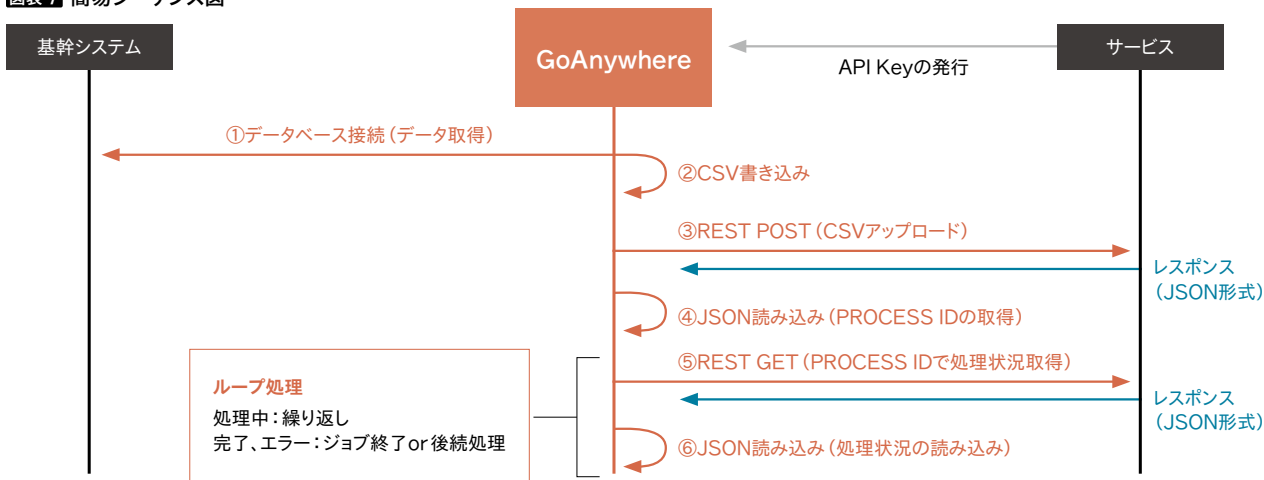 基幹システム
GoAnywhere
サービス
API Keyの発行
①データベース接続(データ取得)
②CSV書き込み
③REST POST(CSVアップロード)
レスポンス
(JSON形式)
④JSON読み込み(PROCESS IDの取得)
⑤REST GET(PROCESS IDで処理状況取得)
ループ処理
処理中:繰り返し
完了、エラー:ジョブ終了or後続処理
レスポンス
(JSON形式)
⑥JSON読み込み(処理状況の読み込み)